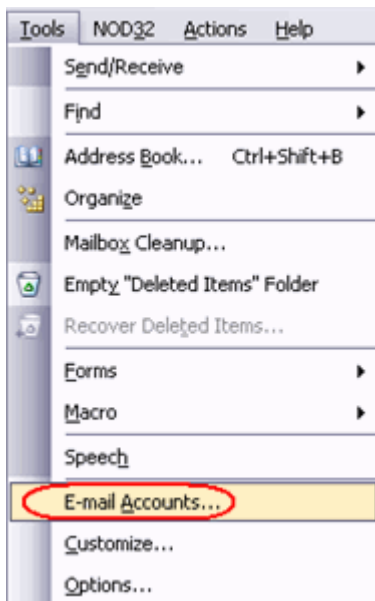 Tools NOD32 Actions Help
Send/Receive
Find
Address Book... Ctrl+Shift+B
Organize
Mailbox Cleanup...
Empty "Deleted Items" Folder
Recover Deleted Items...
Forms
Macro
Speech
E-mail Accounts...
Customize...
Options...